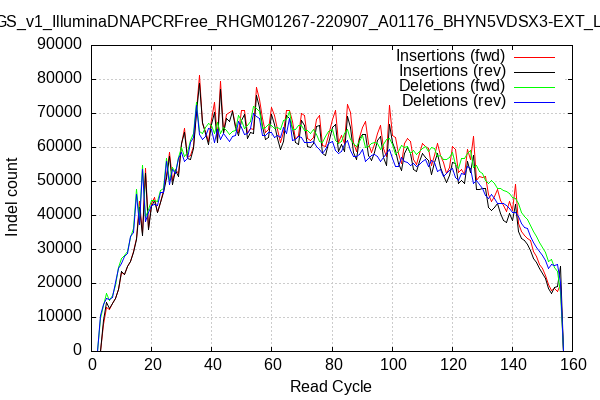 GS_v1_IlluminaDNAPCRFree_RHGM01267-220907_A01176_BHYN5VDSX3-EXT_L
90000
80000
70000
60000
50000
40000
30000
20000
10000
0
Indel count
Insertions (fwd)
Insertions (rev)
Deletions (fwd)
Deletions (rev)
0 20 40 60 80 100 120 140 160
Read Cycle